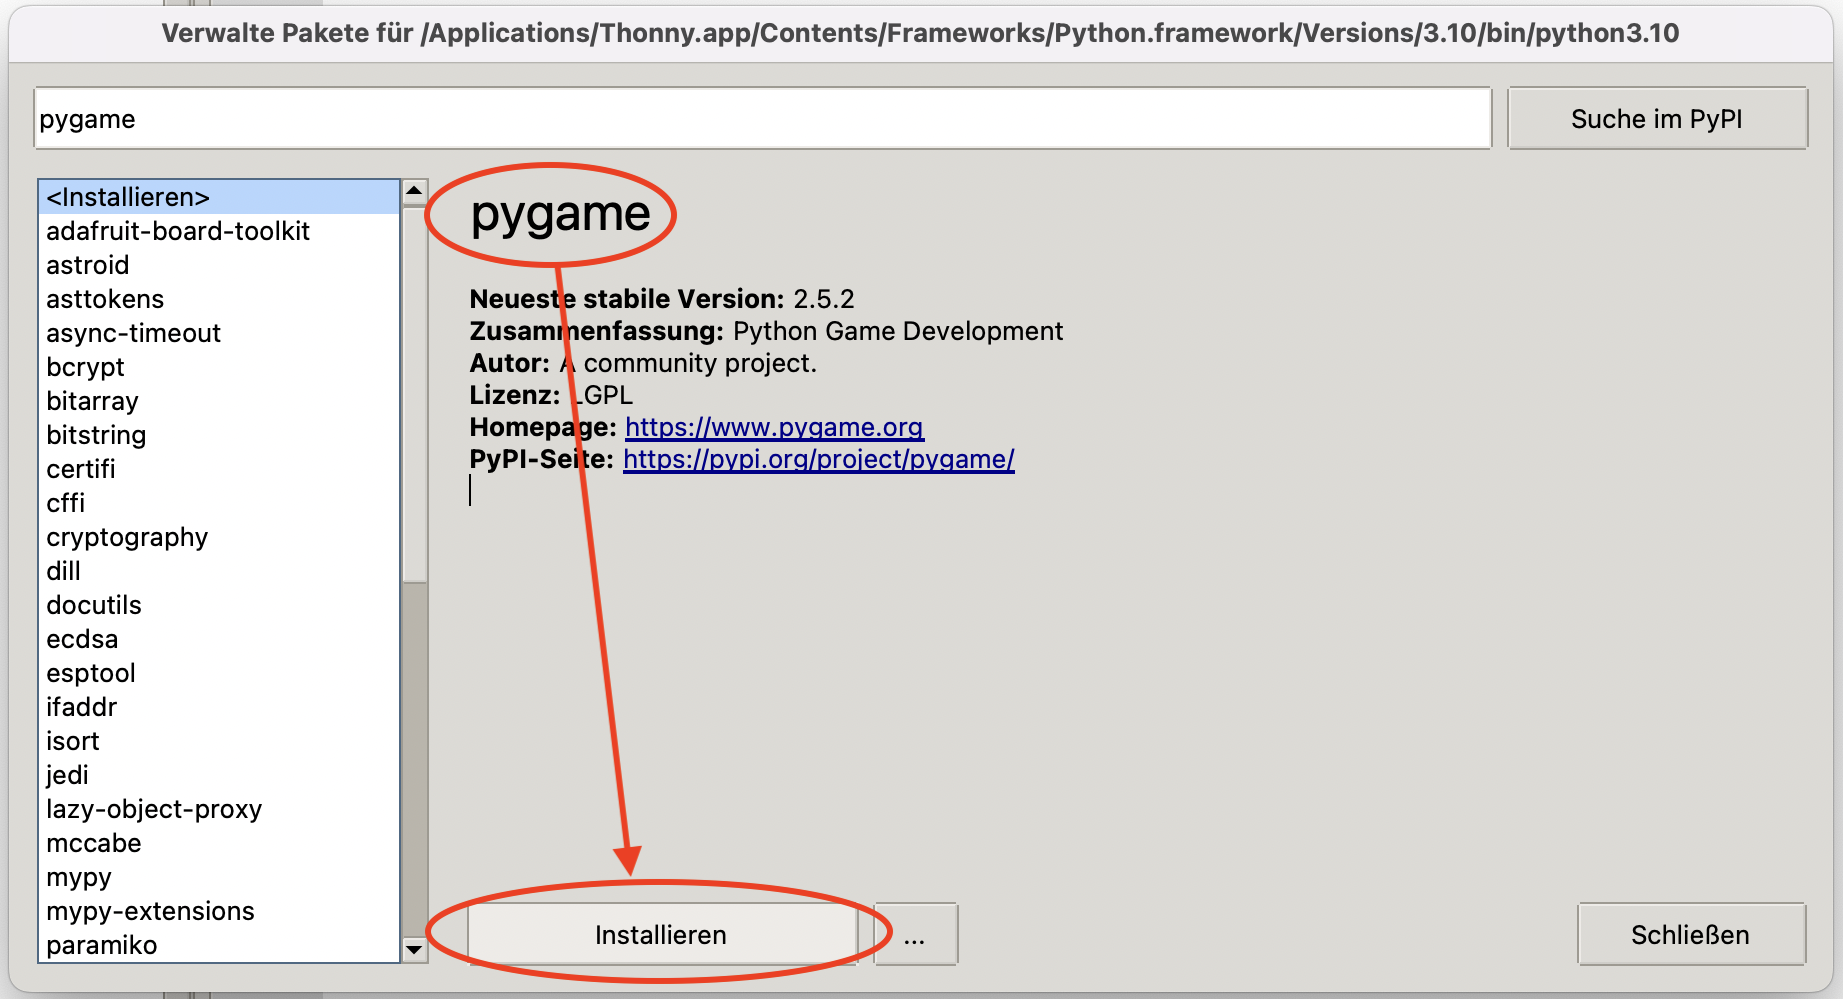 Verwalte Pakete für /Applications/Thonny.app/Contents/Frameworks/Python.framework/Versions/3.10/bin/python3.10
pygame
Suche im PyPI
<Installieren>
adafruit-board-toolkit
astroid
asttokens
async-timeout
bcrypt
bitarray
bitstring
certifi
cffi
cryptography
dill
docutils
ecdsa
esptool
ifaddr
isort
jedi
lazy-object-proxy
mccabe
mypy
mypy-extensions
paramiko
pygame
Neueste stabile Version: 2.5.2
Zusammenfassung: Python Game Development
Autor: A community project.
Lizenz: LGPL
Homepage: https://www.pygame.org
PyPI-Seite: https://pypi.org/project/pygame/
Installieren
...
Schließen